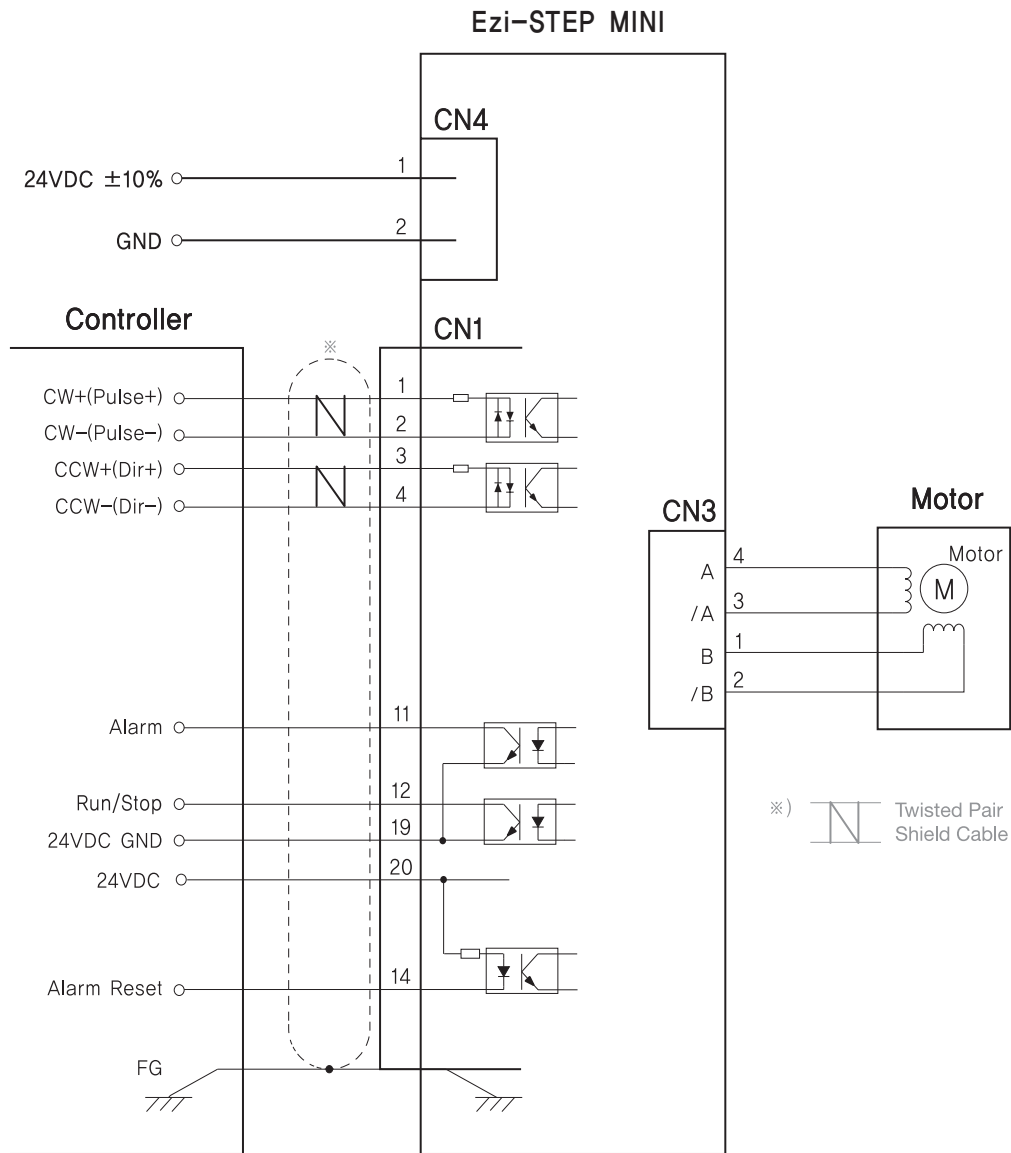 Ezi-STEP MINI
CN4
24VDC ±10%
1
GND
2
Controller
CN1
※
CW+(Pulse+)
1
CW-(Pulse-)
2
CCW+(Dir+)
3
CCW-(Dir-)
4
CN3
Motor
A
4
Motor
M
/A
3
B
1
/B
2
Alarm
11
Run/Stop
12
24VDC GND
19
24VDC
20
※)
Twisted Pair
Shield Cable
Alarm Reset
14
FG